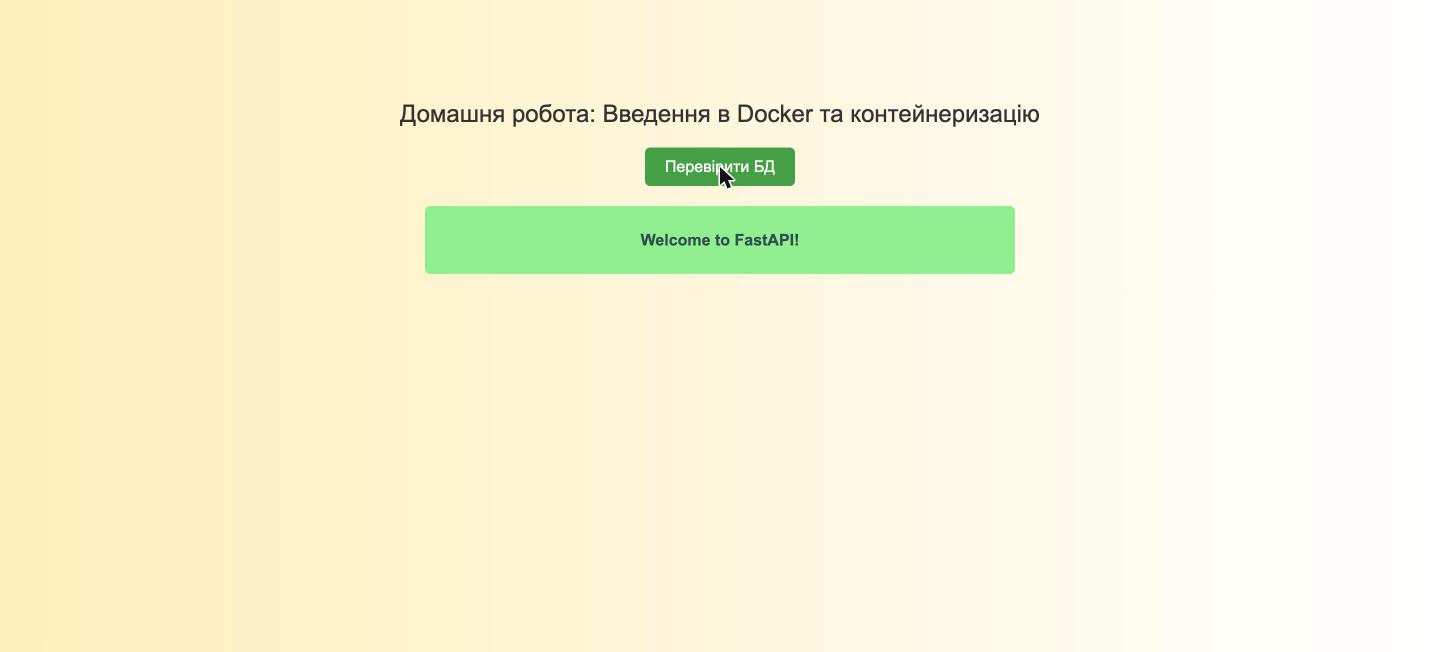 Домашня робота: Введення в Docker та контейнеризацію
Перевірити БД
Welcome to FastAPI!